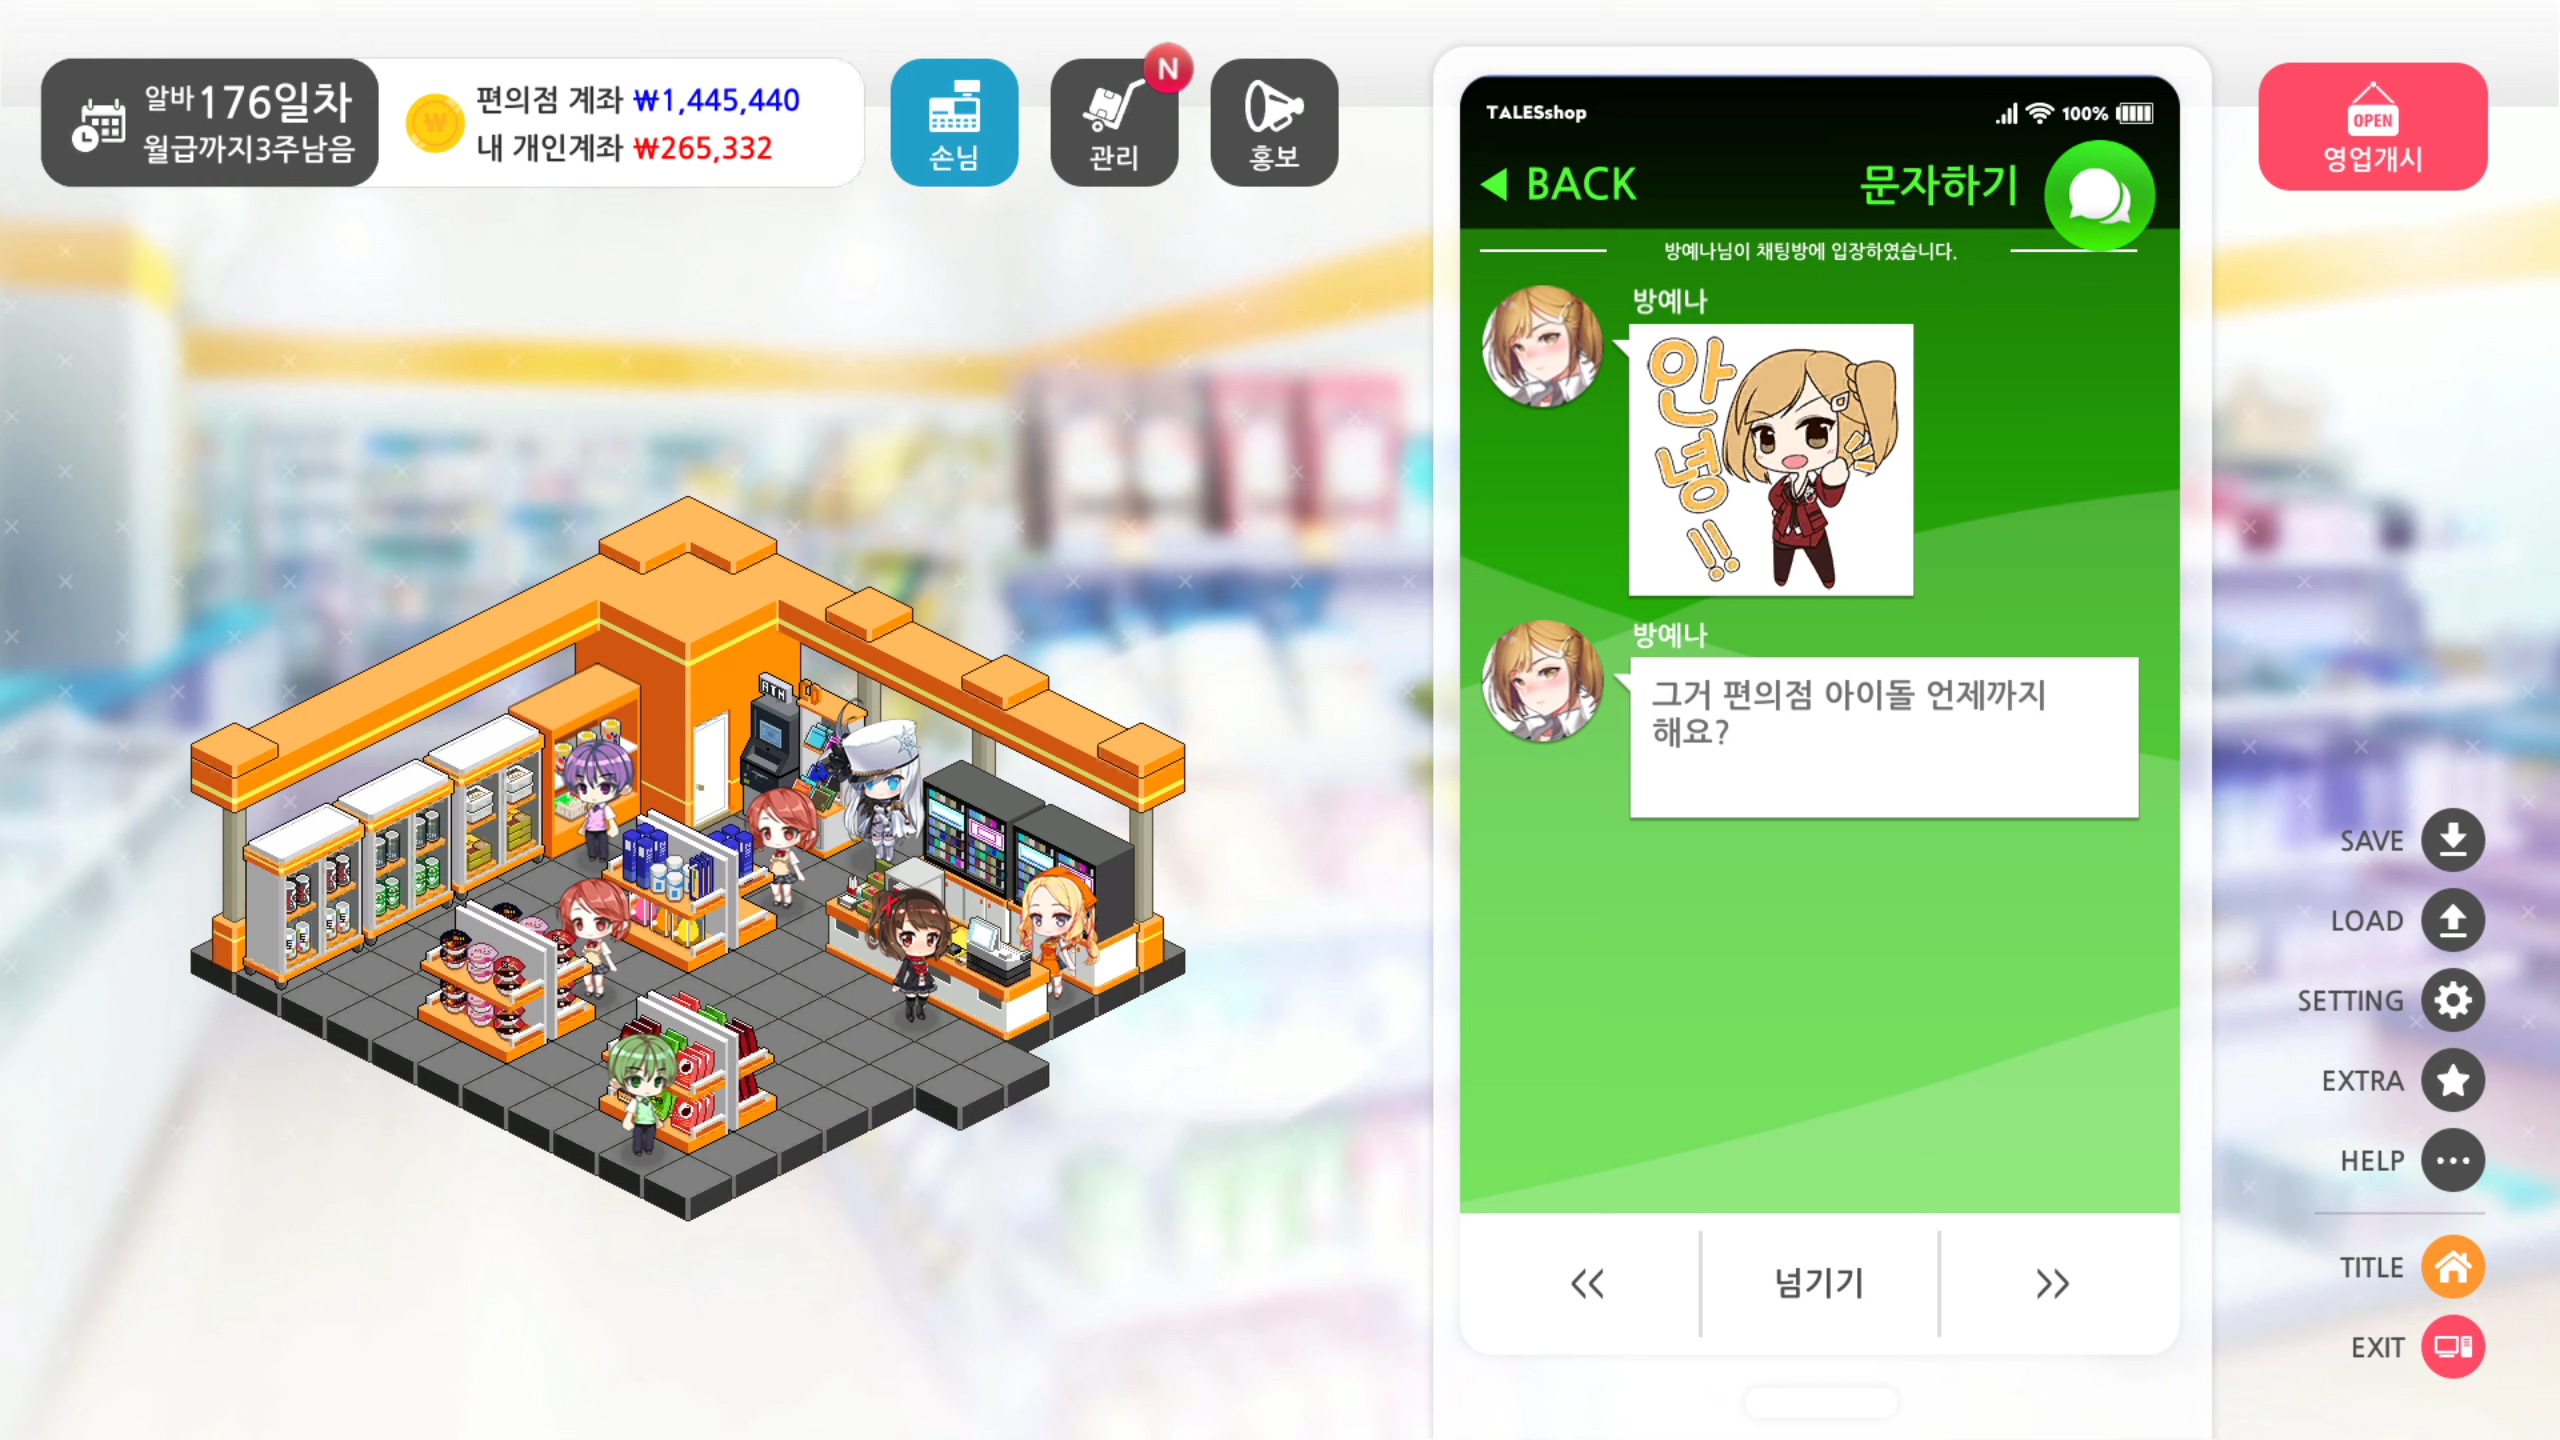 알바 176일차
월급까지3주남음
편의점 계좌 ₩1,445,440
내 개인계좌 ₩265,332
손님
관리
N
홍보
TALESshop
100%
BACK
문자하기
OPEN
영업개시
방예나님이 채팅방에 입장하였습니다.
방예나
안녕!!
방예나
그거 편의점 아이돌 언제까지
해요?
ATM
SAVE
LOAD
SETTING
EXTRA
HELP
TITLE
EXIT
<<
넘기기
>>